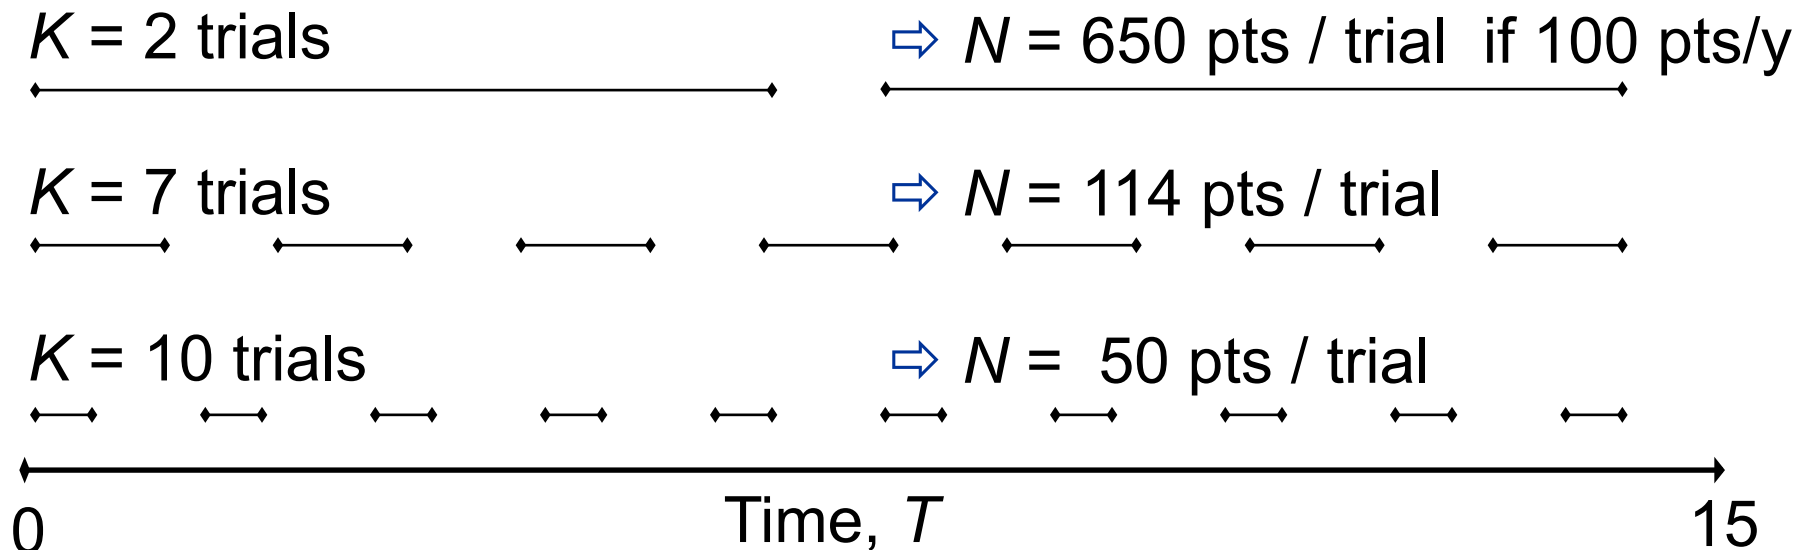 K = 2 trials ⇨ N = 650 pts / trial if 100 pts/y
K = 7 trials ⇨ N = 114 pts / trial
K = 10 trials ⇨ N = 50 pts / trial
0 Time, T 15